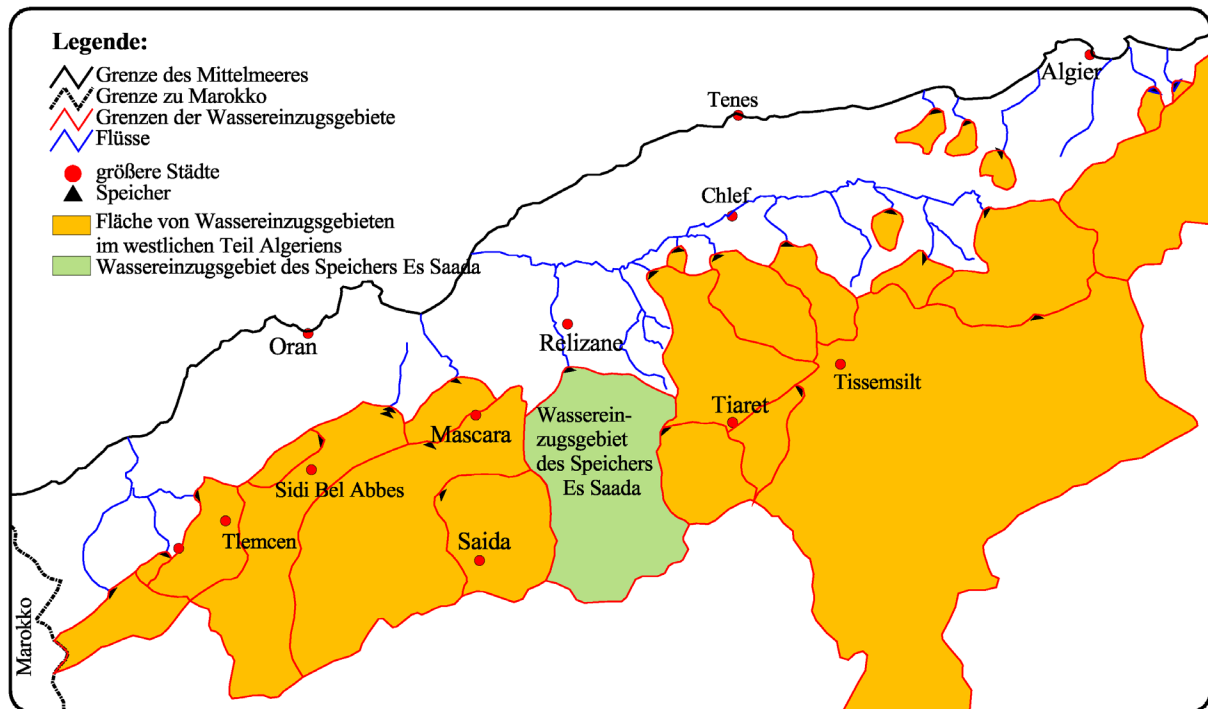 Legende:
Grenze des Mittelmeeres
Grenze zu Marokko
Grenzen der Wassereinzugsgebiete
Flüsse
größere Städte
Speicher
Fläche von Wassereinzugsgebieten
im westlichen Teil Algeriens
Wassereinzugsgebiet des Speichers Es Saada
Algier
Tenes
Chlef
Oran
Relizane
Tissemsilt
Tiaret
Mascara
Wasserein-
zugsgebiet
des Speichers
Es Saada
Sidi Bel Abbes
Tlemcen
Saida
Marokko